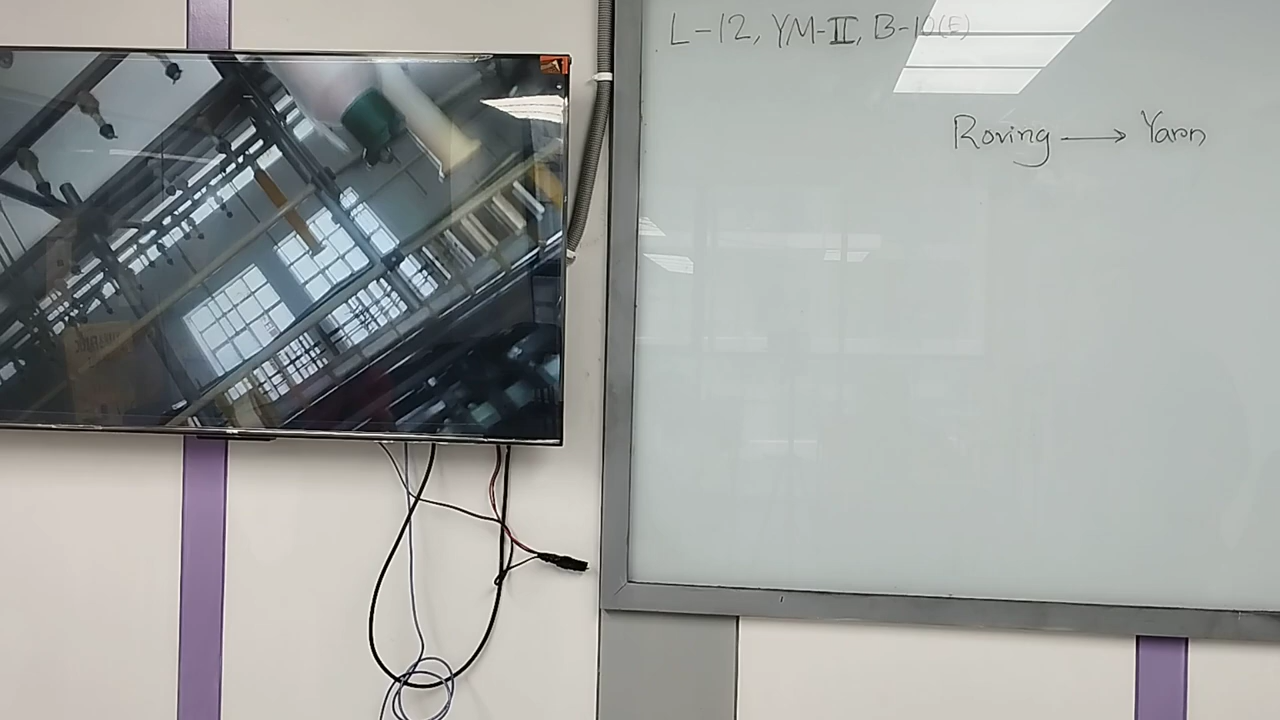 L-12, YM-II, B-10(E)
Roving → Yarn